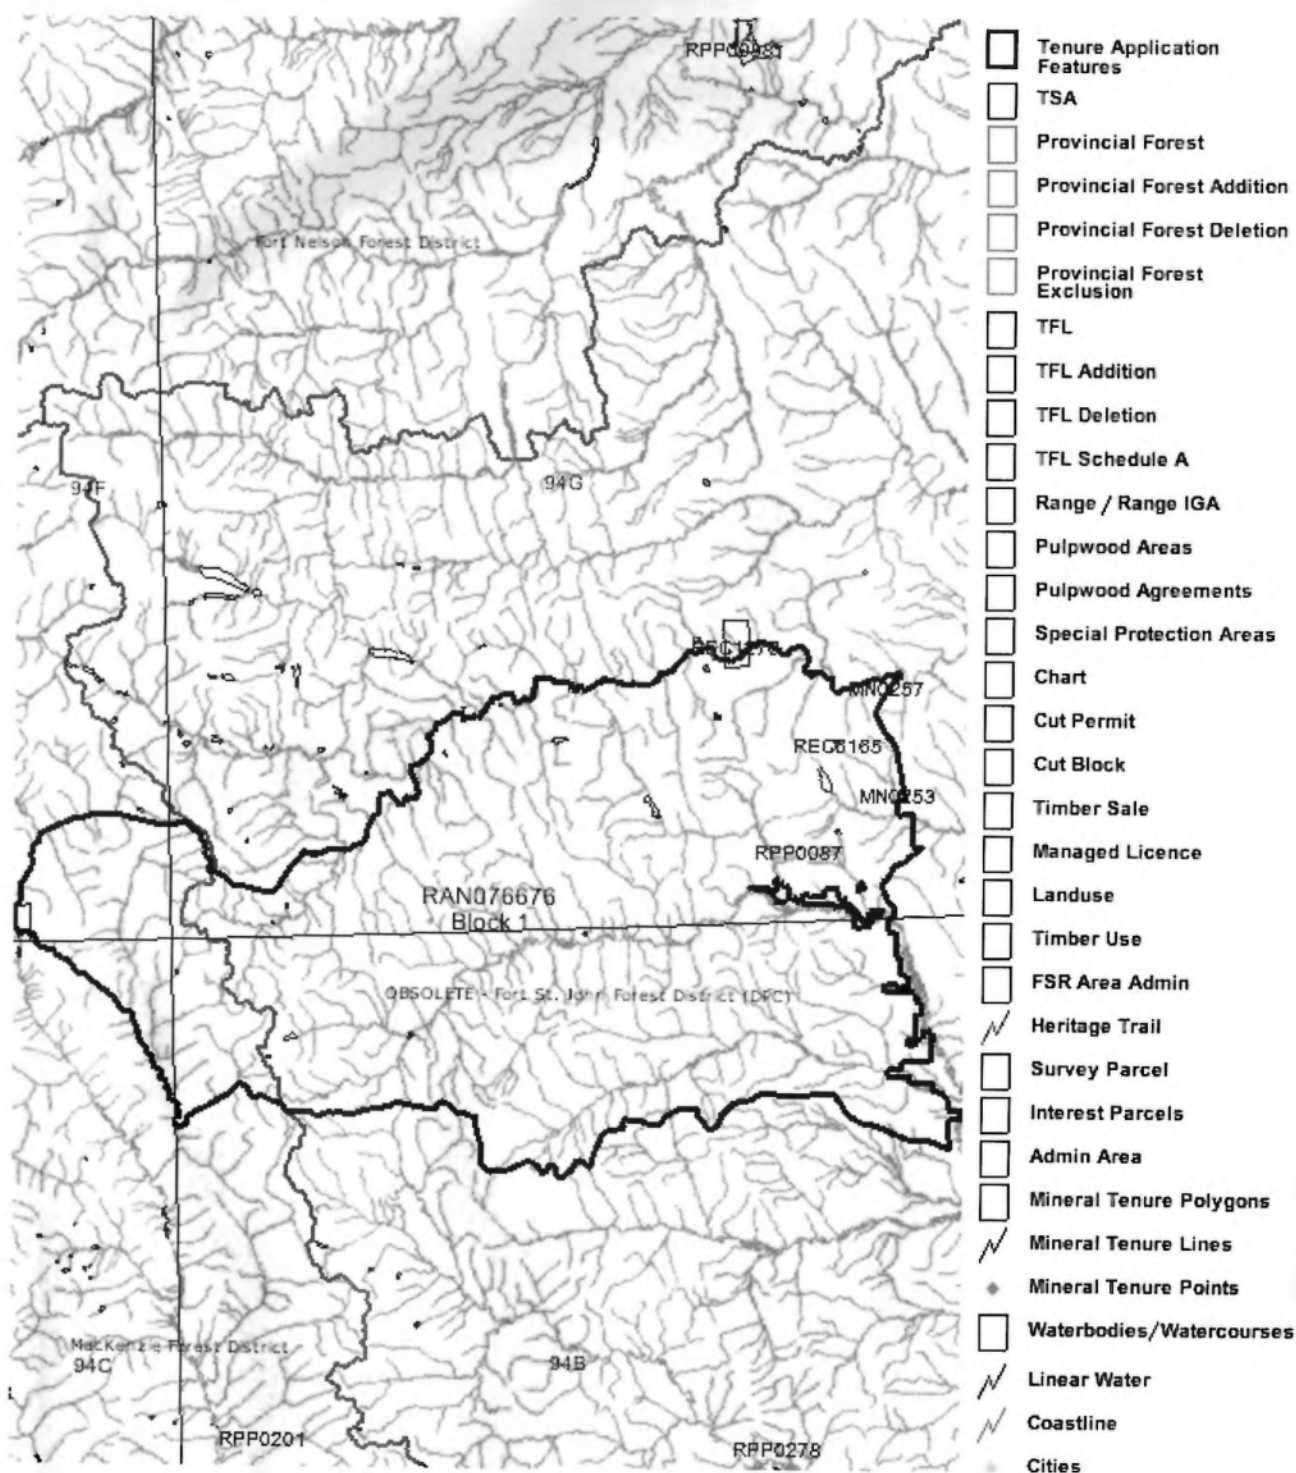 RPP00981
Fort Nelson Forest District
94F
94G
MN0257
REC6165
MN0253
RPP0087
RAN076676
Block 1
OBSOLETE - Fort St. John Forest District (DFC)
MacKenzie Forest District
94C
94B
RPP0201
RPP0278
Tenure Application
Features
TSA
Provincial Forest
Provincial Forest Addition
Provincial Forest Deletion
Provincial Forest
Exclusion
TFL
TFL Addition
TFL Deletion
TFL Schedule A
Range / Range IGA
Pulpwood Areas
Pulpwood Agreements
Special Protection Areas
Chart
Cut Permit
Cut Block
Timber Sale
Managed Licence
Landuse
Timber Use
FSR Area Admin
Heritage Trail
Survey Parcel
Interest Parcels
Admin Area
Mineral Tenure Polygons
Mineral Tenure Lines
Mineral Tenure Points
Waterbodies/Watercourses
Linear Water
Coastline
Cities